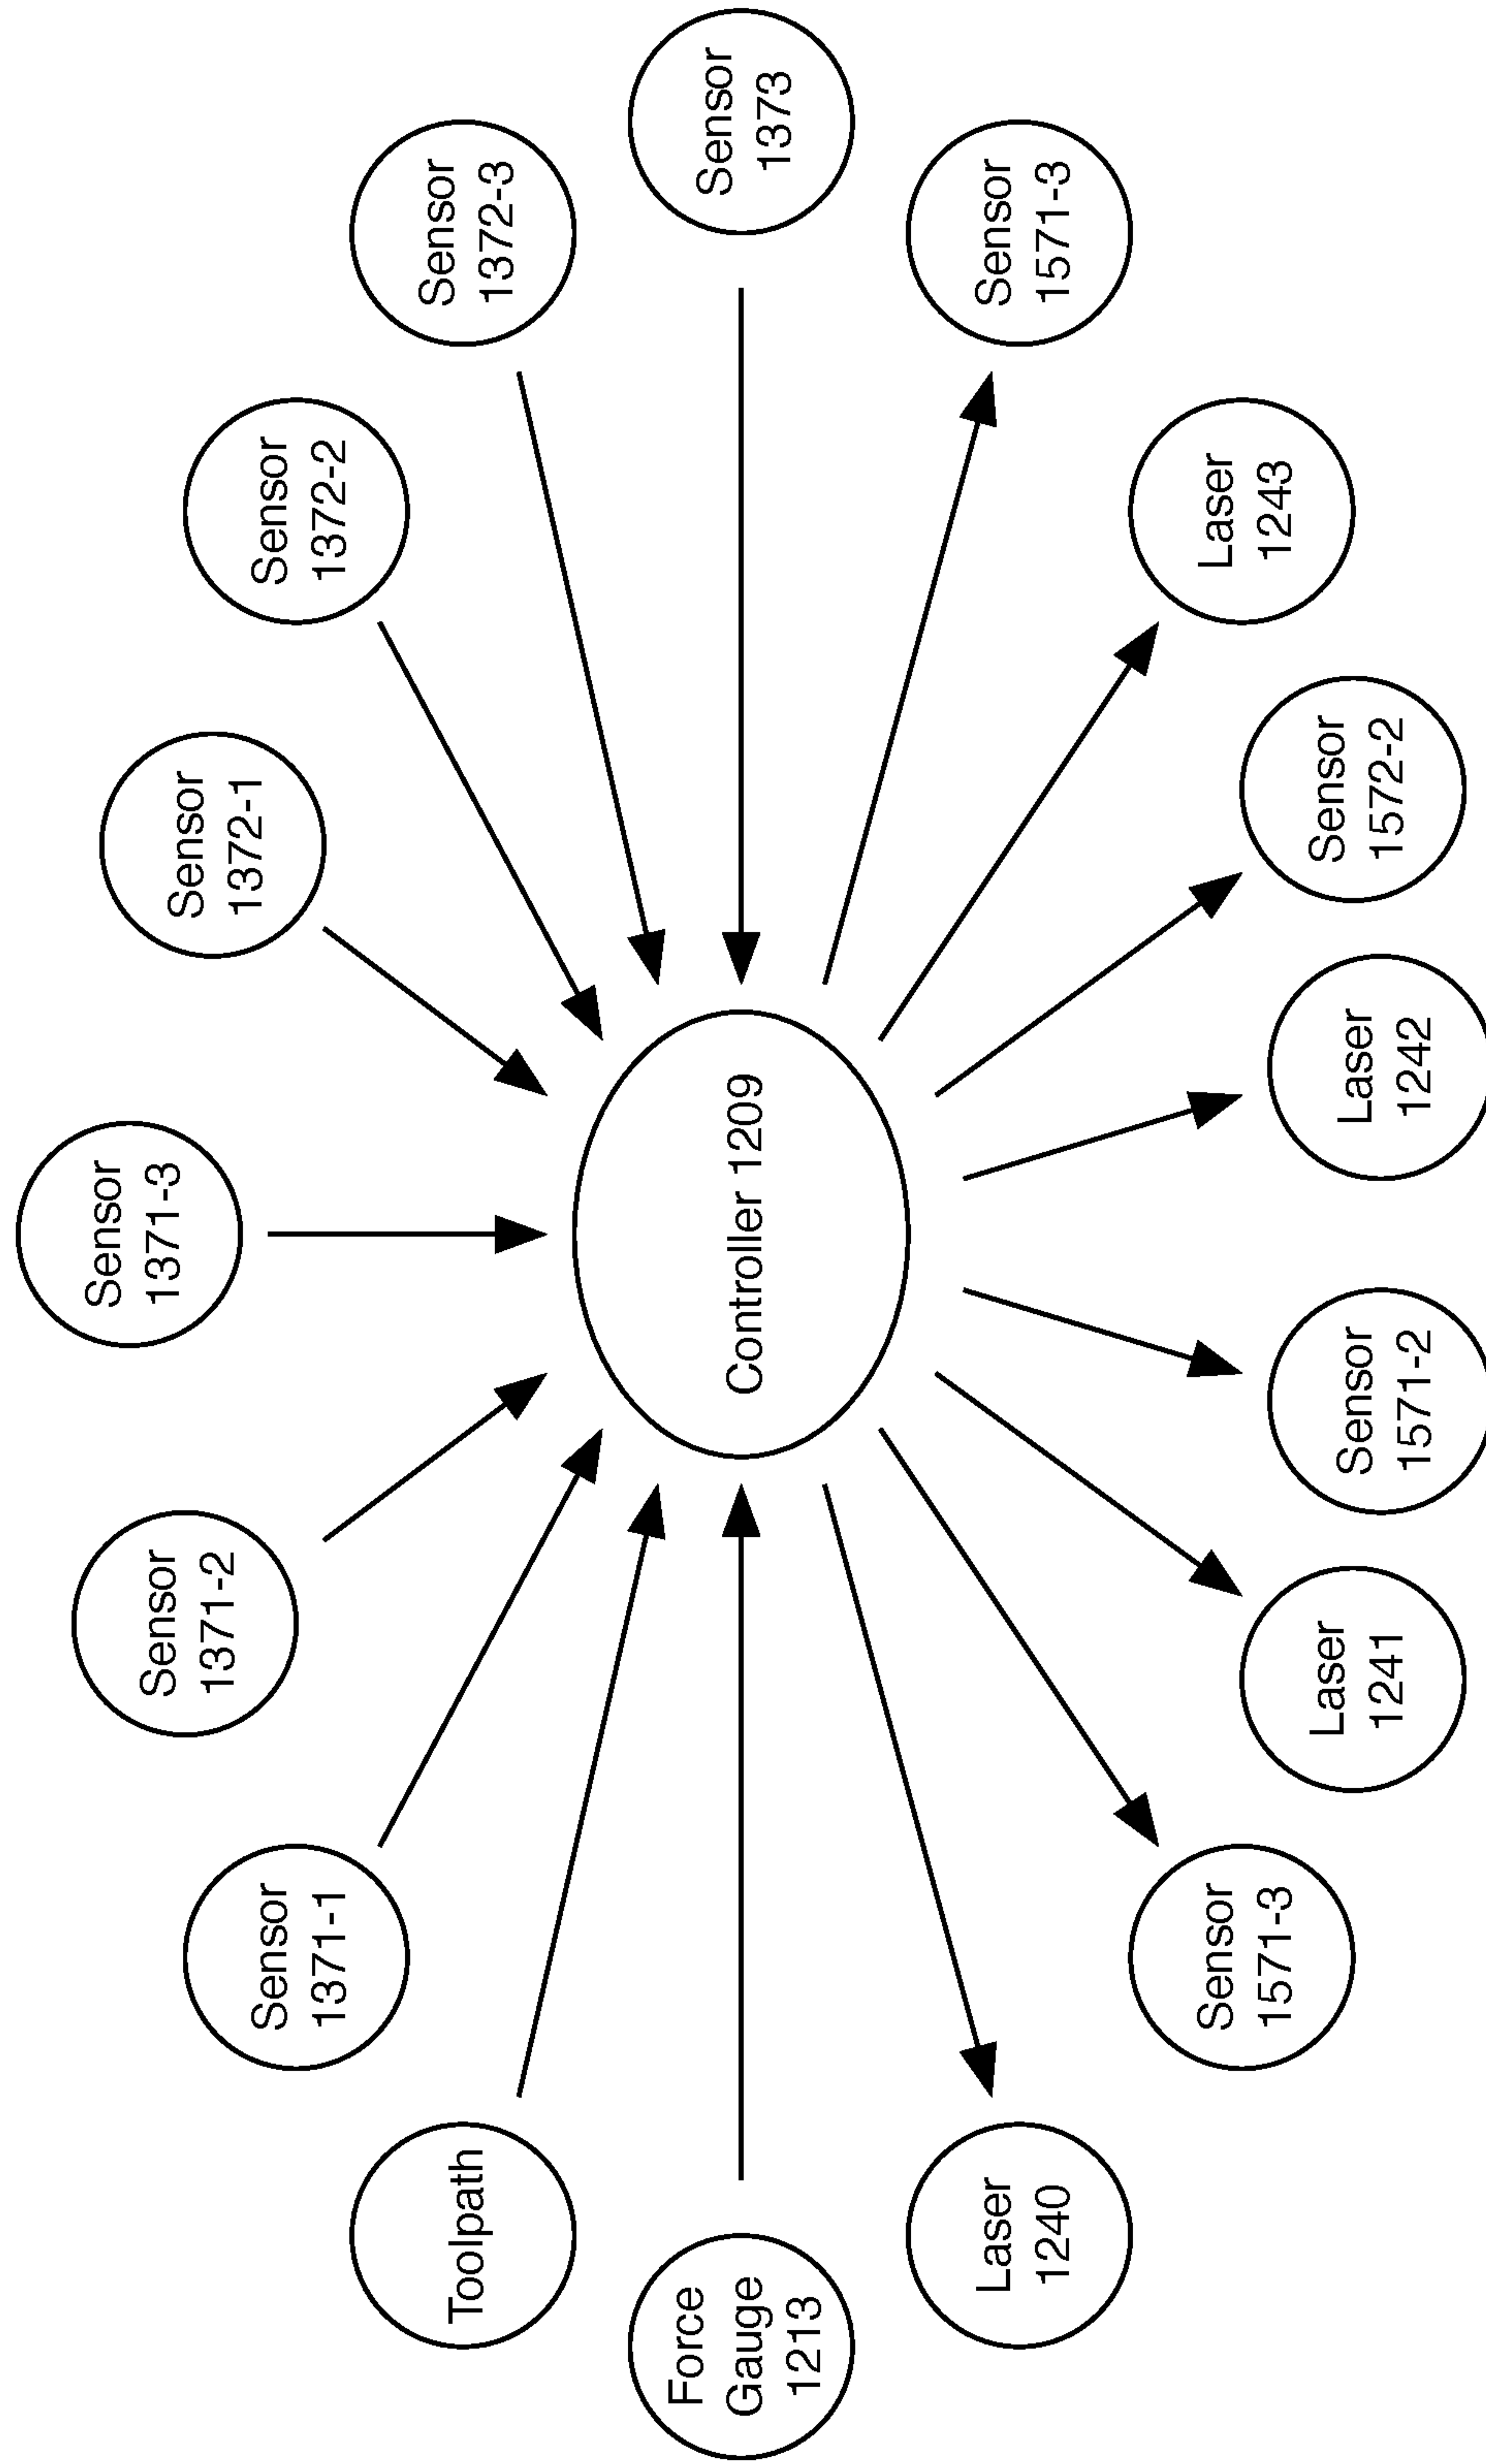 Sensor
1371-3
Sensor
1371-2
Sensor
1372-1
Sensor
1371-1
Sensor
1372-2
Toolpath
Sensor
1372-3
Force
Gauge
1213
Controller 1209
Sensor
1373
Laser
1240
Sensor
1571-3
Sensor
1571-3
Laser
1243
Laser
1241
Sensor
1572-2
Sensor
1571-2
Laser
1242